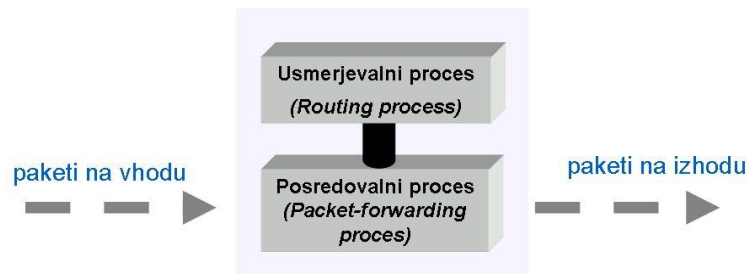 Usmerjevalni proces
(Routing process)
paketi na vhodu
Posredovalni proces
(Packet-forwarding
proces)
paketi na izhodu